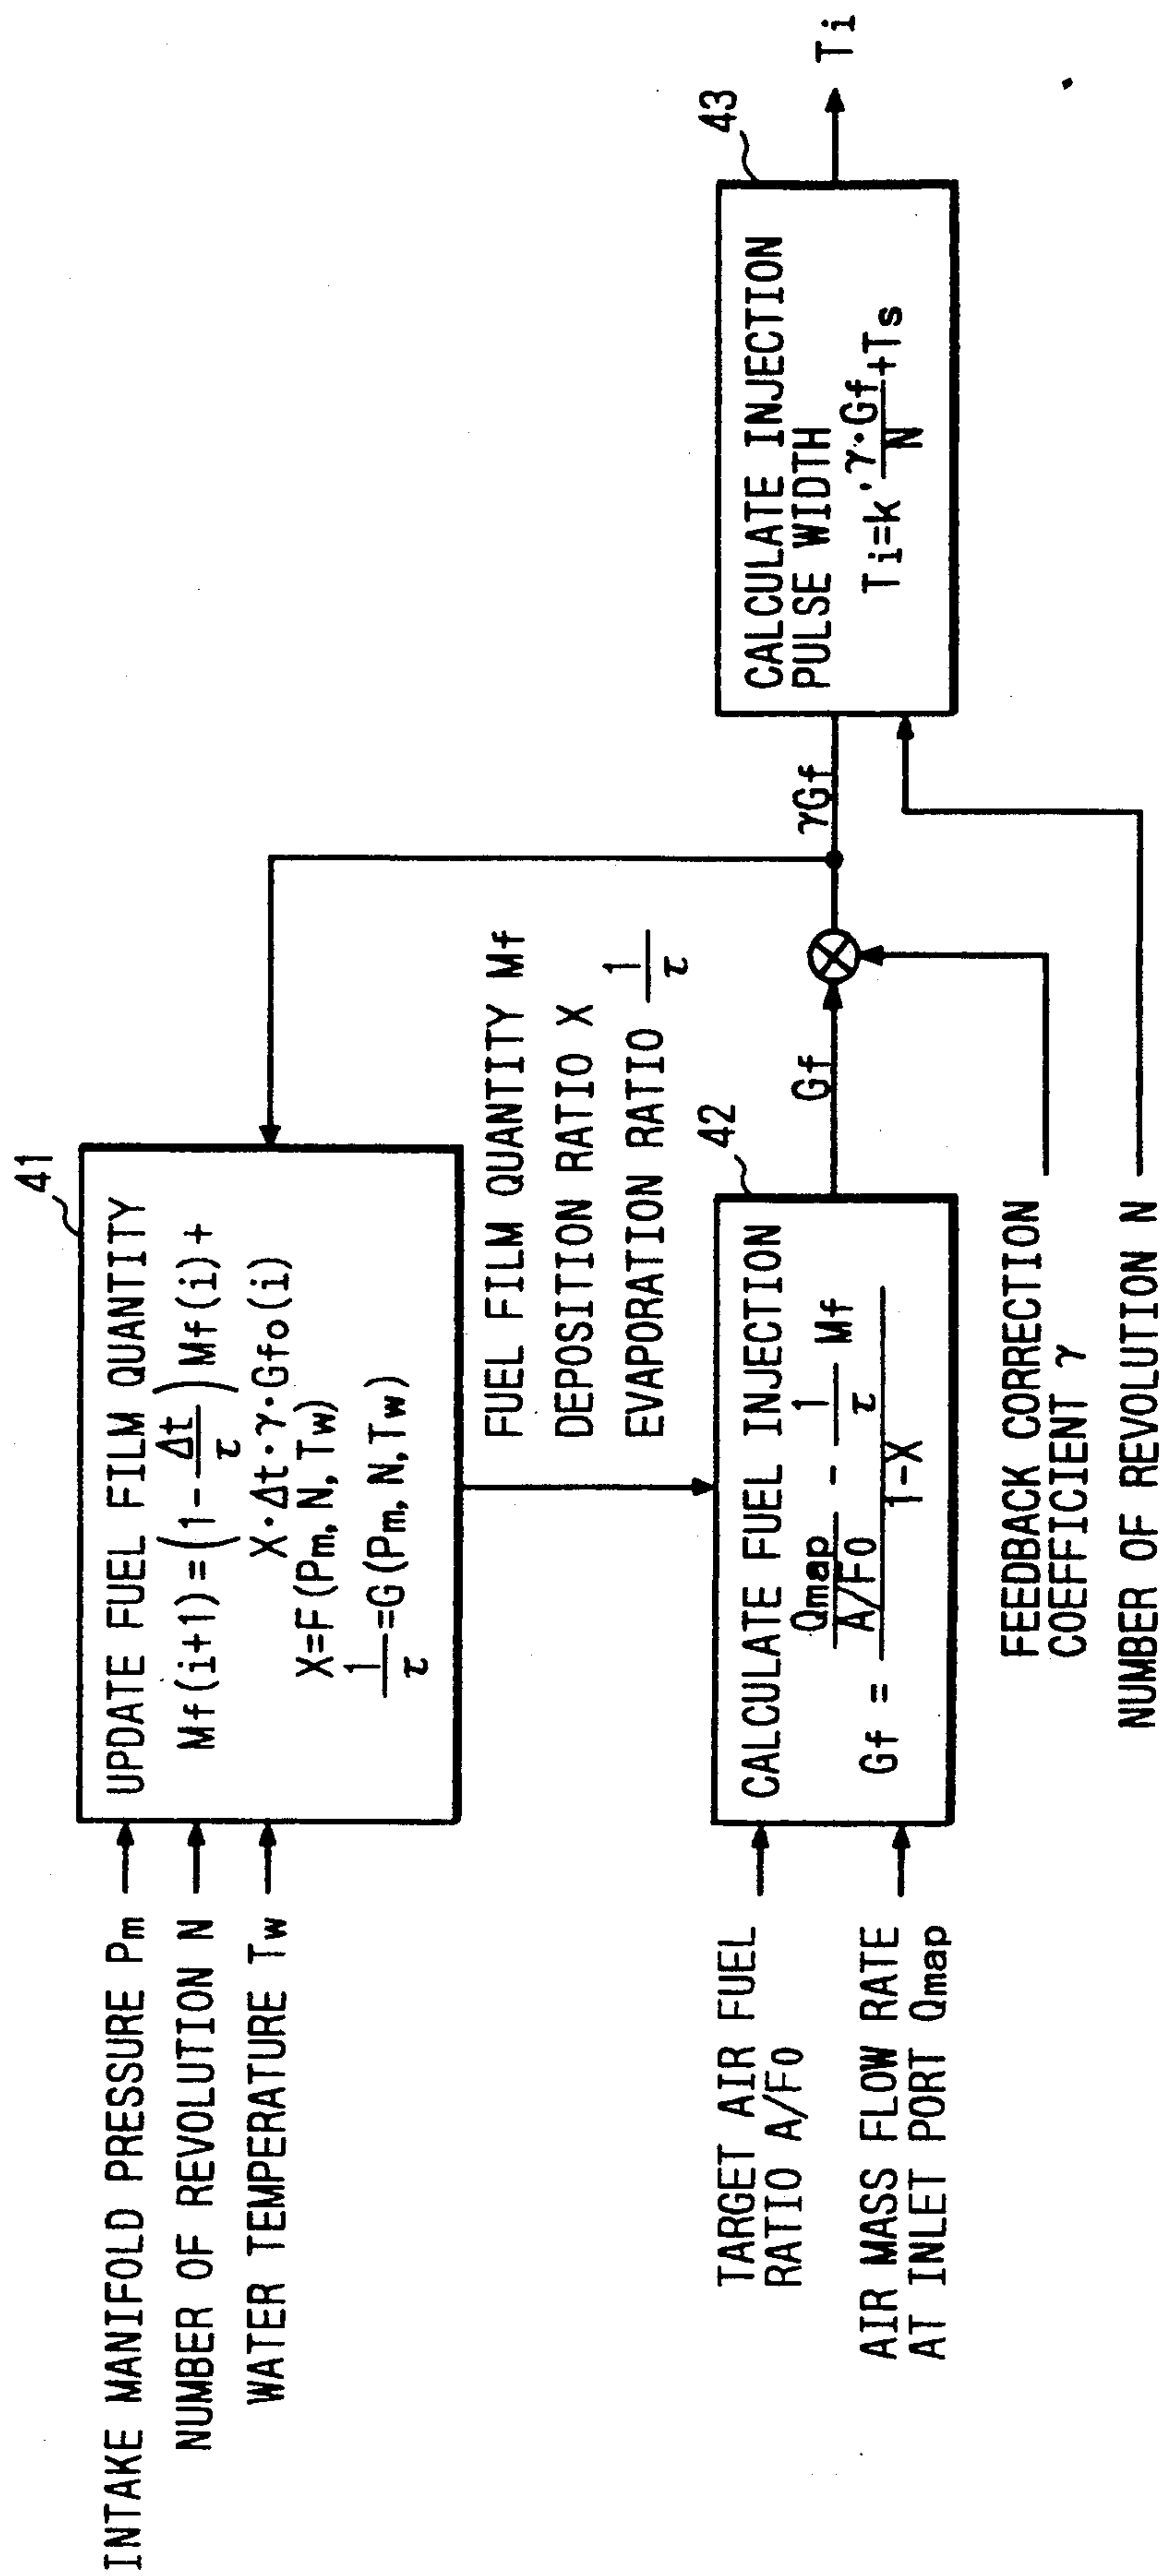 INTAKE MANIFOLD PRESSURE Pm
NUMBER OF REVOLUTION N
WATER TEMPERATURE Tw
41
UPDATE FUEL FILM QUANTITY
Mf(i+1)=(1-Δt/τ)Mf(i)+
X·Δt·γ·Gfo(i)
X=F(Pm,N,Tw)
1/τ=G(Pm,N,Tw)
FUEL FILM QUANTITY Mf
DEPOSITION RATIO X
EVAPORATION RATIO 1/τ
TARGET AIR FUEL
RATIO A/F0
AIR MASS FLOW RATE
AT INLET PORT Qmap
42
CALCULATE FUEL INJECTION
Gf = (Qmap/A/F0 - 1/τ Mf)/(1-X)
Gf
γGf
FEEDBACK CORRECTION
COEFFICIENT γ
NUMBER OF REVOLUTION N
43
CALCULATE INJECTION
PULSE WIDTH
Ti=k'γ·Gf/N+Ts
Ti